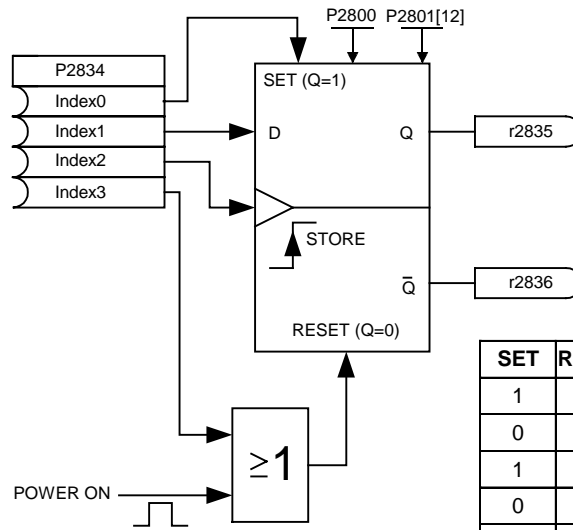 P2800 P2801[12]
P2834
Index0
Index1
Index2
Index3
SET (Q=1)
D
Q
r2835
STORE
Q̅
r2836
RESET (Q=0)
≥1
POWER ON
SET R
1
0
1
0